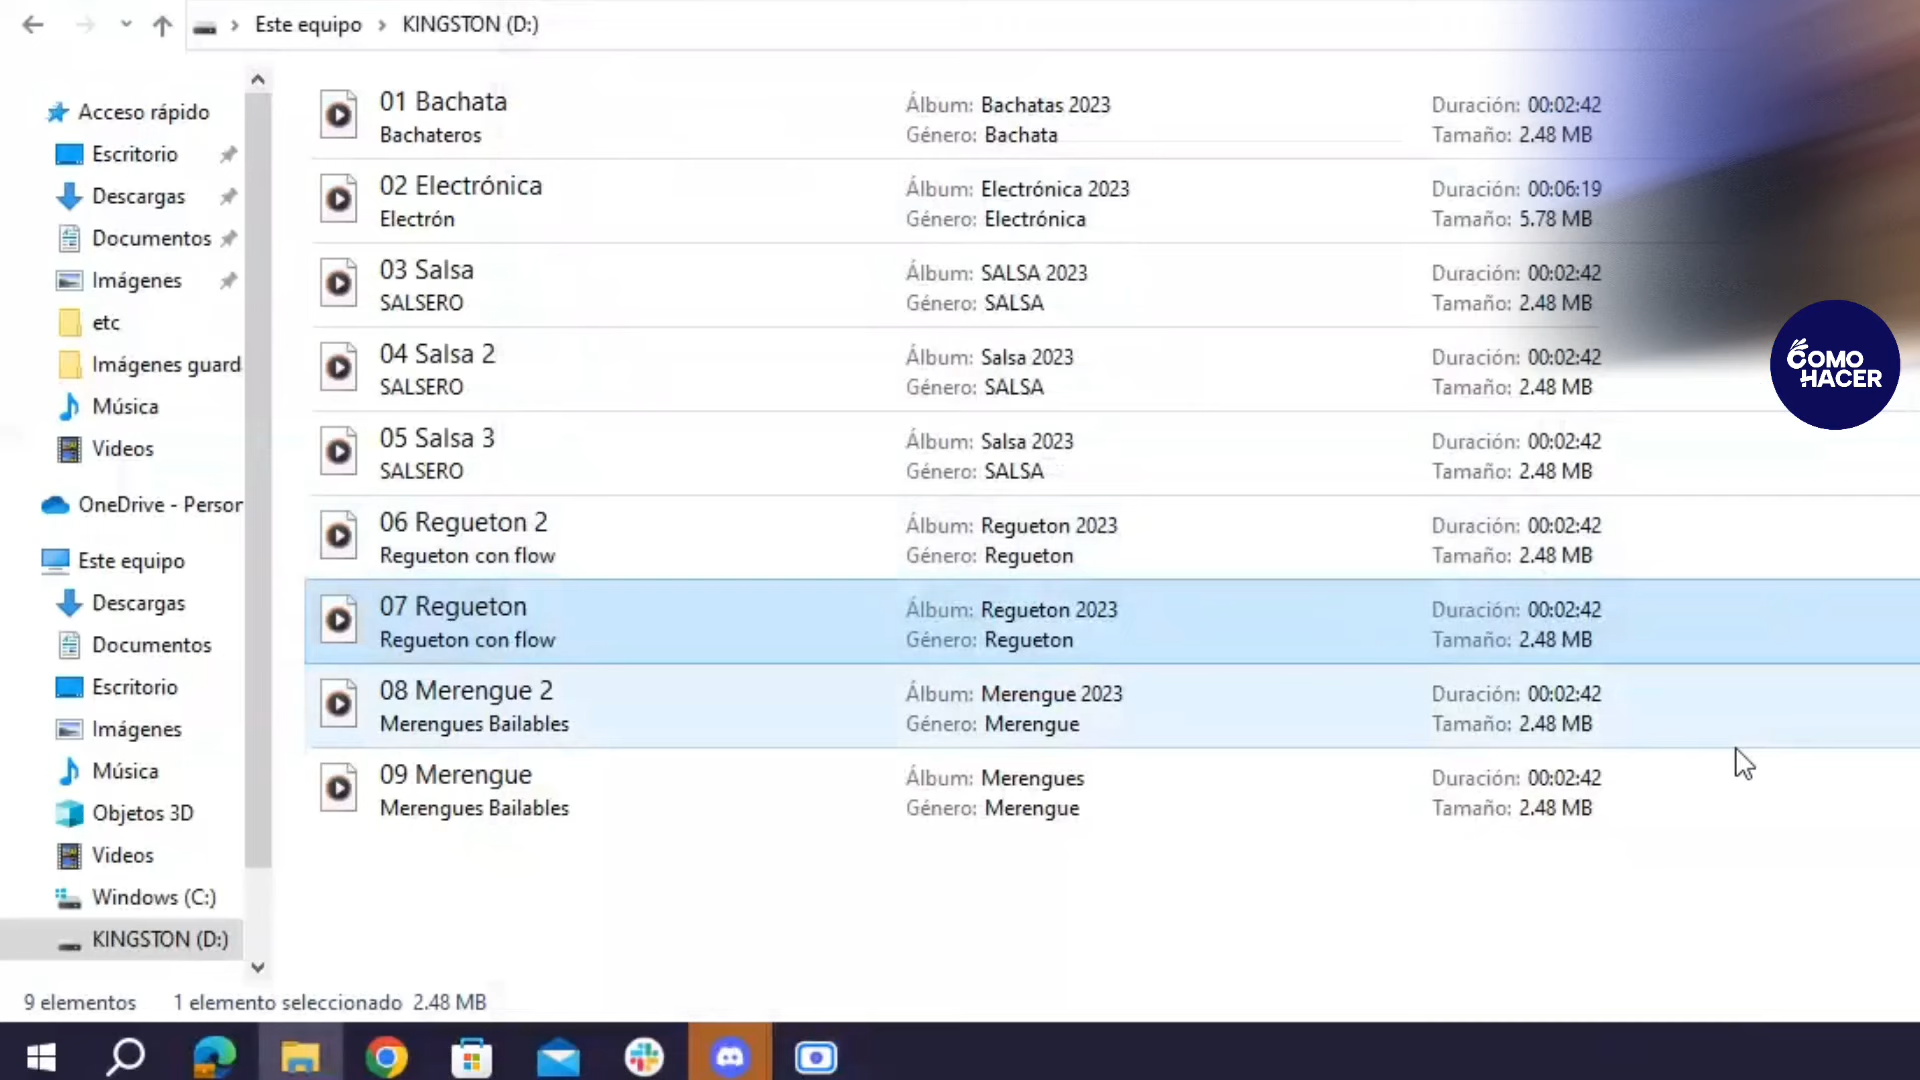 Este equipo > KINGSTON (D:)
Acceso rápido
Escritorio
Descargas
Documentos
Imágenes
etc
Imágenes guard
Música
Videos
OneDrive - Person
Este equipo
Descargas
Documentos
Escritorio
Imágenes
Música
Objetos 3D
Videos
Windows (C:)
KINGSTON (D:)
01 Bachata
Bachateros
Álbum: Bachatas 2023
Género: Bachata
Duración: 00:02:42
Tamaño: 2.48 MB
02 Electrónica
Electrón
Álbum: Electrónica 2023
Género: Electrónica
Duración: 00:06:19
Tamaño: 5.78 MB
03 Salsa
SALSERO
Álbum: SALSA 2023
Género: SALSA
Duración: 00:02:42
Tamaño: 2.48 MB
04 Salsa 2
SALSERO
Álbum: Salsa 2023
Género: SALSA
Duración: 00:02:42
Tamaño: 2.48 MB
05 Salsa 3
SALSERO
Álbum: Salsa 2023
Género: SALSA
Duración: 00:02:42
Tamaño: 2.48 MB
06 Regueton 2
Regueton con flow
Álbum: Regueton 2023
Género: Regueton
Duración: 00:02:42
Tamaño: 2.48 MB
07 Regueton
Regueton con flow
Álbum: Regueton 2023
Género: Regueton
Duración: 00:02:42
Tamaño: 2.48 MB
08 Merengue 2
Merengues Bailables
Álbum: Merengue 2023
Género: Merengue
Duración: 00:02:42
Tamaño: 2.48 MB
09 Merengue
Merengues Bailables
Álbum: Merengues
Género: Merengue
Duración: 00:02:42
Tamaño: 2.48 MB
COMO
HACER
9 elementos 1 elemento seleccionado 2.48 MB